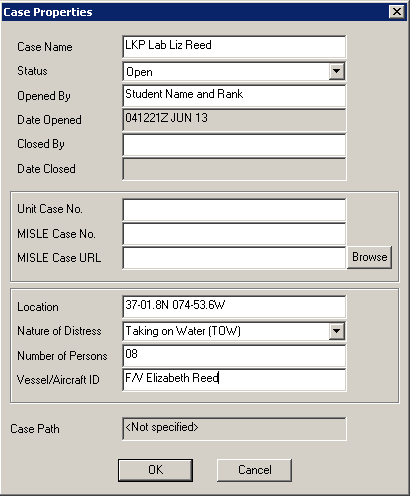 Case Properties
Case Name LKP Lab Liz Reed
Status Open
Opened By Student Name and Rank
Date Opened 041221Z JUN 13
Closed By
Date Closed
Unit Case No.
MISLE Case No.
MISLE Case URL Browse
Location 37-01.8N 074-53.6W
Nature of Distress Taking on Water (TOW)
Number of Persons 08
Vessel/Aircraft ID F/V Elizabeth Reed
Case Path <Not specified>
OK Cancel